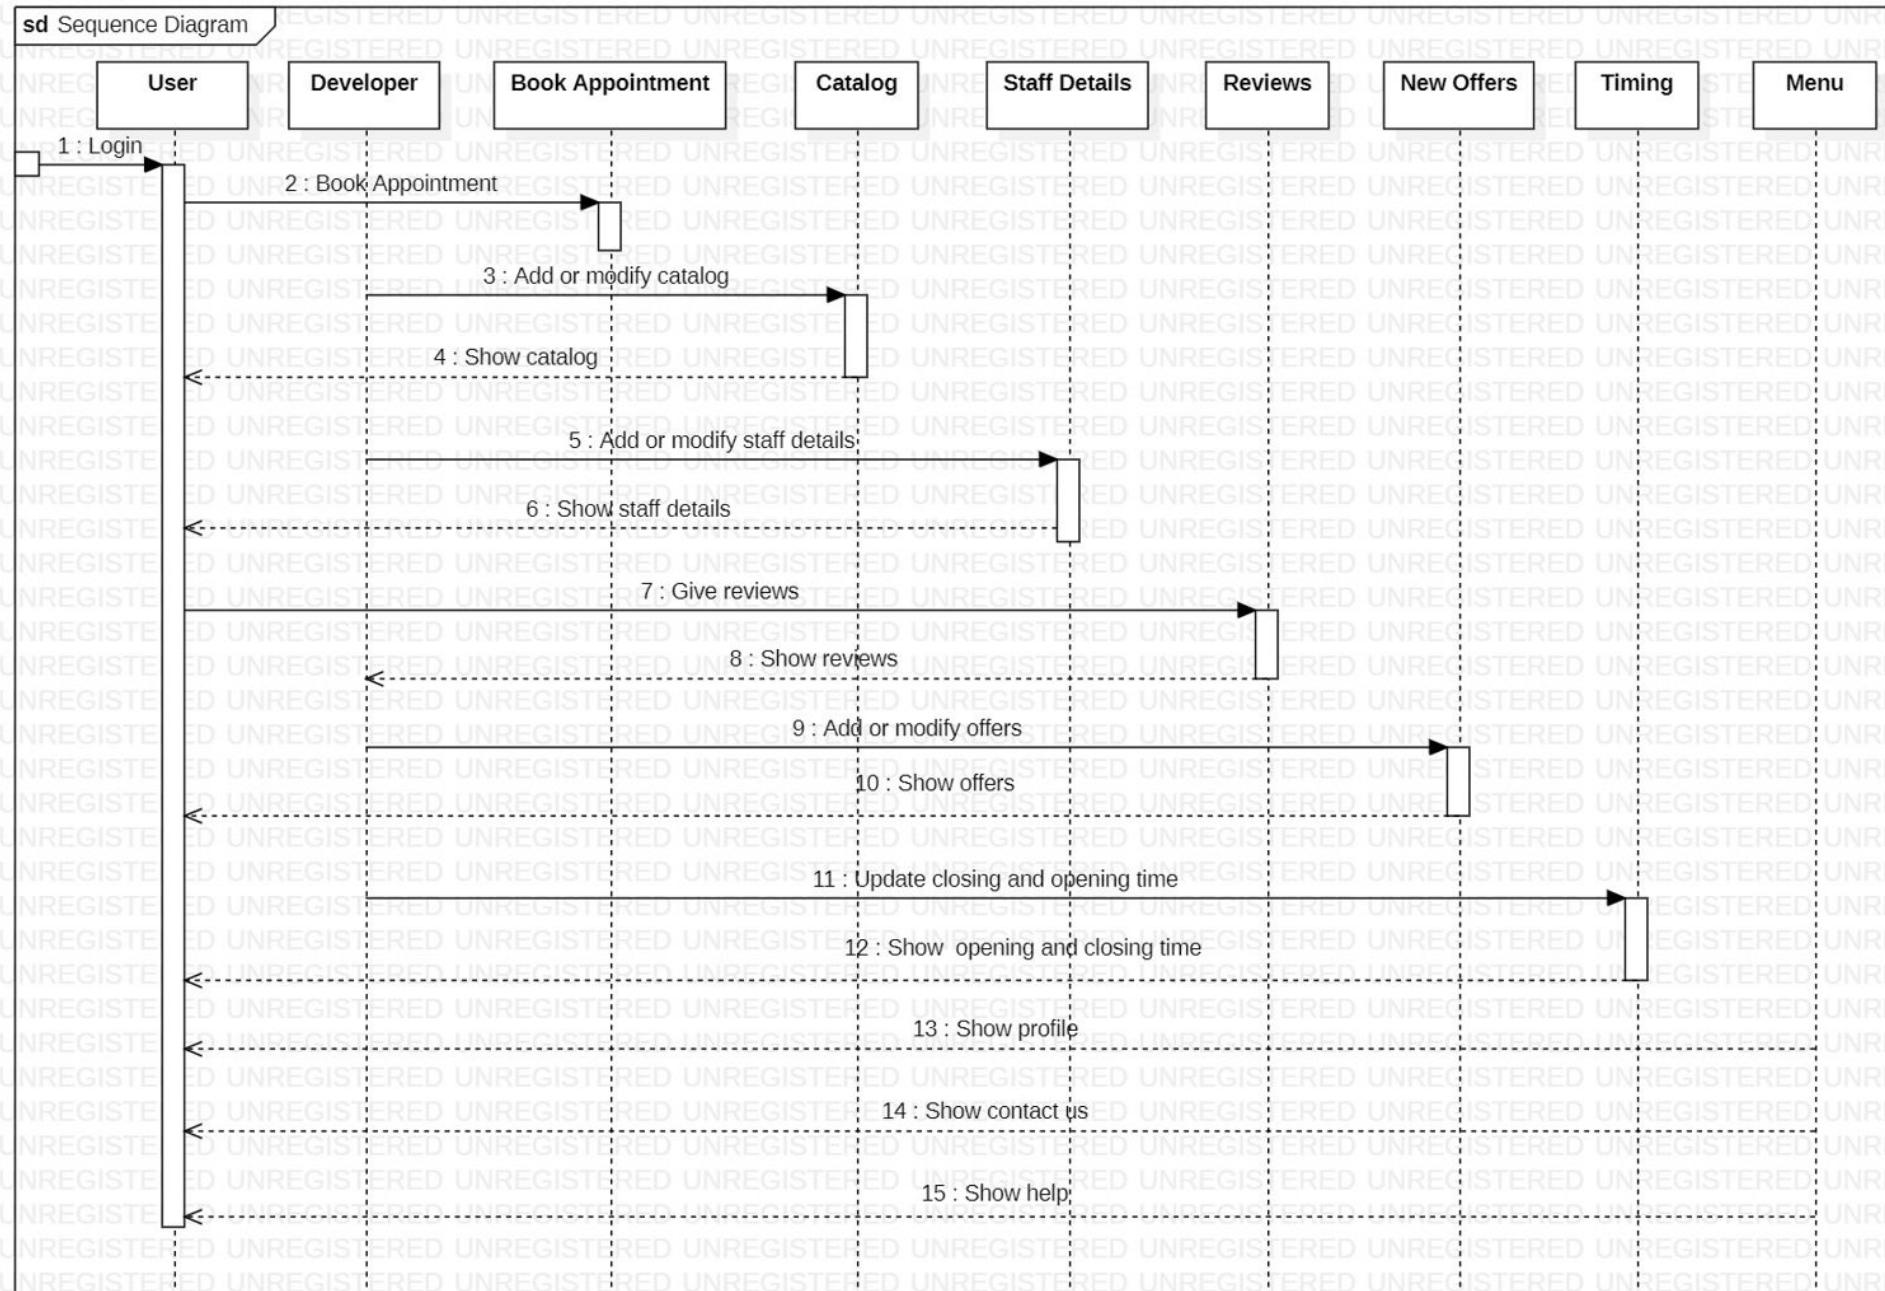 sd Sequence Diagram
User
Developer
Book Appointment
Catalog
Staff Details
Reviews
New Offers
Timing
Menu
1 : Login
2 : Book Appointment
3 : Add or modify catalog
4 : Show catalog
5 : Add or modify staff details
6 : Show staff details
7 : Give reviews
8 : Show reviews
9 : Add or modify offers
10 : Show offers
11 : Update closing and opening time
12 : Show  opening and closing time
13 : Show profile
14 : Show contact us
15 : Show help
UNREGISTERED